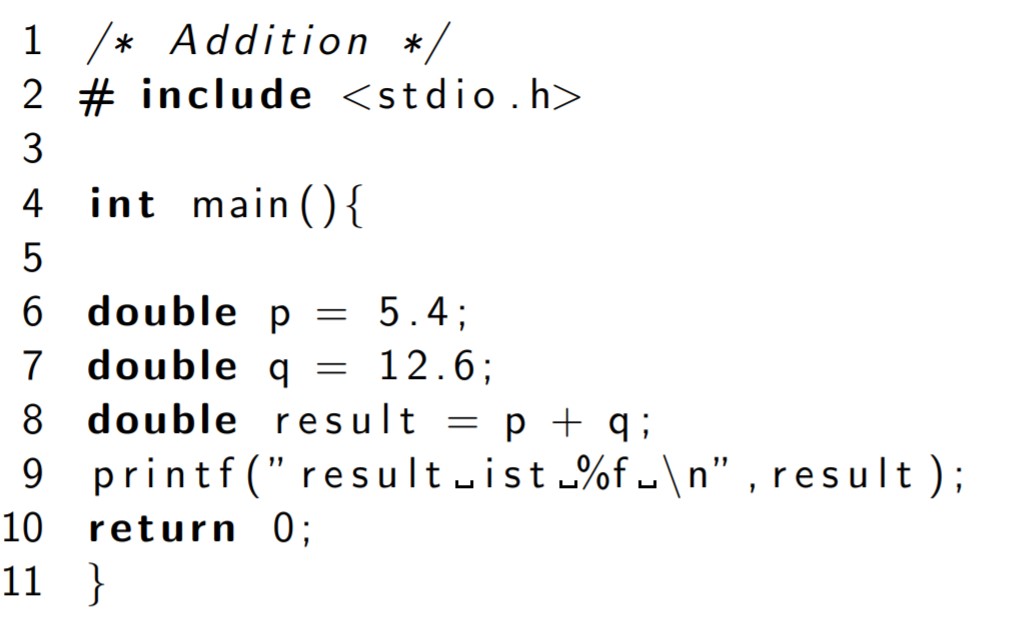 1 /* Addition */
2 # include <stdio.h>
3
4 int main(){
5
6 double p = 5.4;
7 double q = 12.6;
8 double result = p + q;
9 printf("result␣ist␣%f␣\n",result);
10 return 0;
11 }